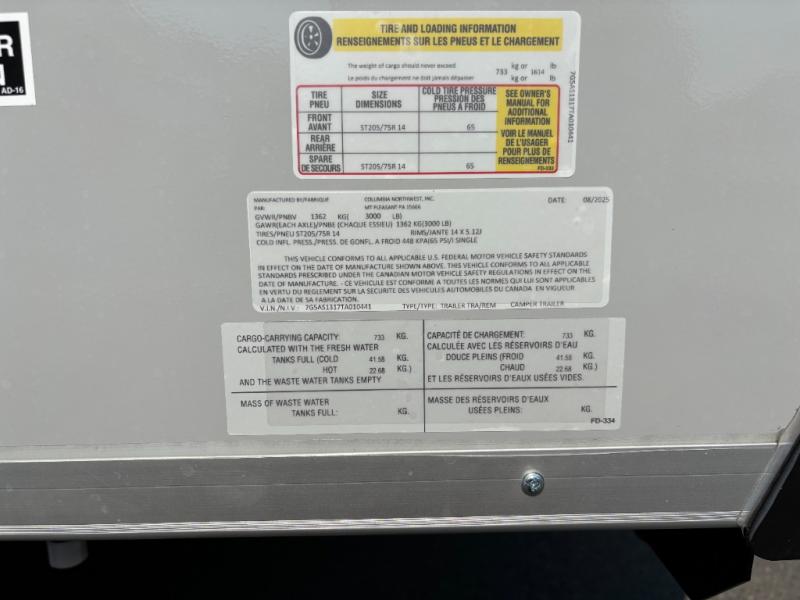 R
N
AD-16
TIRE AND LOADING INFORMATION
RENSEIGNEMENTS SUR LES PNEUS ET LE CHARGEMENT
The weight of cargo should never exceed 733 kg or 1614 lb
Le poids du chargement ne doit jamais dépasser kg or lb
TIRE PNEU
SIZE DIMENSIONS
COLD TIRE PRESSURE PRESSION DES PNEUS A FROID
SEE OWNER'S MANUAL FOR ADDITIONAL INFORMATION
VOIR LE MANUEL DE L'USAGER POUR PLUS DE RENSEIGNEMENTS
FRONT AVANT ST205/75R 14 65
REAR ARRIÈRE
SPARE DE SECOURS ST205/75R 14 65
FD-333
7G5AS1317TA010441
MANUFACTURED BY/FABRIQUE PAR: COLUMBIA NORTHWEST, INC. DATE: 08/2025
MT PLEASANT PA 15666
GVWR/PNBV 1362 KG( 3000 LB)
GAWR(EACH AXLE)/PNBE (CHAQUE ESSIEU) 1362 KG(3000 LB)
TIRES/PNEU ST205/75R 14 RIMS/JANTE 14 X 5.12J
COLD INFL. PRESS./PRESS. DE GONFL. A FROID 448 KPA(65 PSI/) SINGLE
THIS VEHICLE CONFORMS TO ALL APPLICABLE U.S. FEDERAL MOTOR VEHICLE SAFETY STANDARDS
IN EFFECT ON THE DATE OF MANUFACTURE SHOWN ABOVE. THIS VEHICLE CONFORMS TO ALL APPLICABLE
STANDARDS PRESCRIBED UNDER THE CANADIAN MOTOR VEHICLE SAFETY REGULATIONS IN EFFECT ON THE
DATE OF MANUFACTURE. - CE VEHICULE EST CONFORME A TOUTES LES NORMES QUI LUI SONT APPLICABLES
EN VERTU DU REGLEMENT SUR LA SECURITE DES VEHICULES AUTOMOBILES DU CANADA EN VIGUEUR
A LA DATE DE SA FABRICATION.
V.I.N./N.I.V.: 7G5AS1317TA010441 TYPE/TYPE: TRAILER TRA/REM CAMPER TRAILER
CARGO-CARRYING CAPACITY: 733 KG.
CALCULATED WITH THE FRESH WATER
TANKS FULL (COLD 41.58 KG.
HOT 22.68 KG.)
AND THE WASTE WATER TANKS EMPTY
MASS OF WASTE WATER
TANKS FULL: KG.
CAPACITÉ DE CHARGEMENT: 733 KG.
CALCULÉE AVEC LES RÉSERVOIRS D'EAU
DOUCE PLEINS (FROID 41.58 KG.
CHAUD 22.68 KG.)
ET LES RÉSERVOIRS D'EAUX USÉES VIDES.
MASSE DES RÉSERVOIRS D'EAUX
USÉES PLEINS: KG.
FD-334